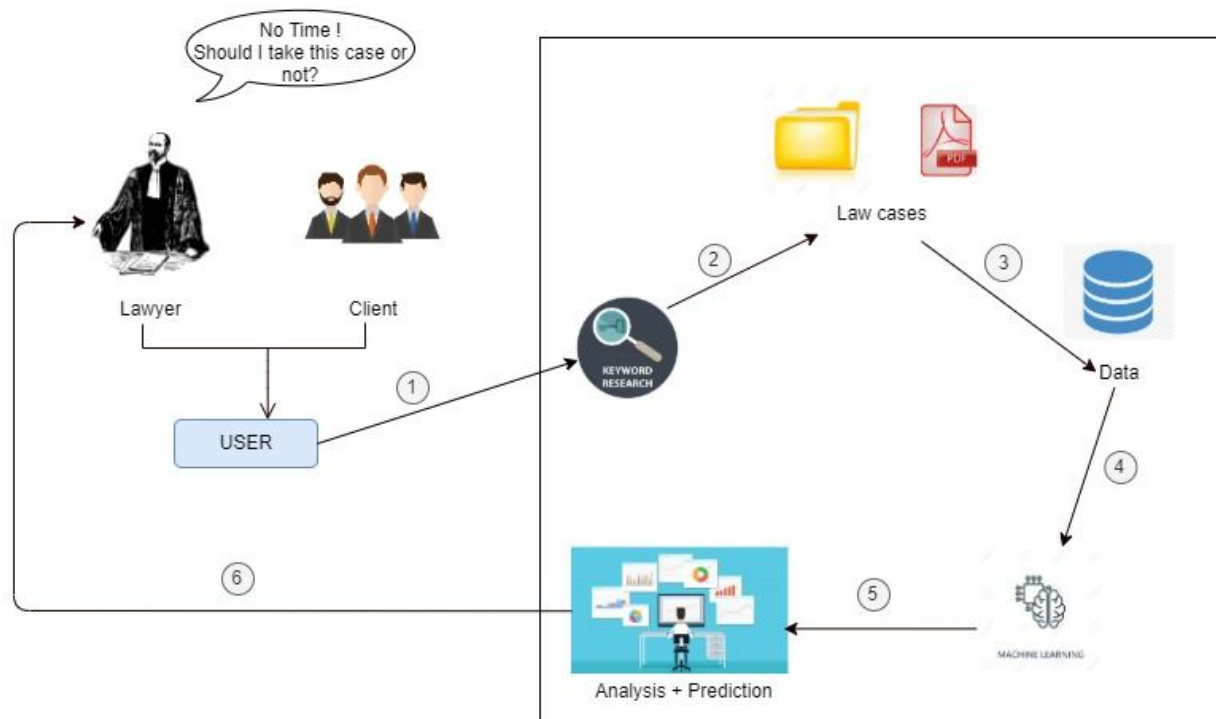 No Time !
Should I take this case or
not?
PDF
Law cases
2
3
Lawyer
Client
KEYWORD
RESEARCH
Data
1
USER
4
6
5
MACHINE LEARNING
Analysis + Prediction